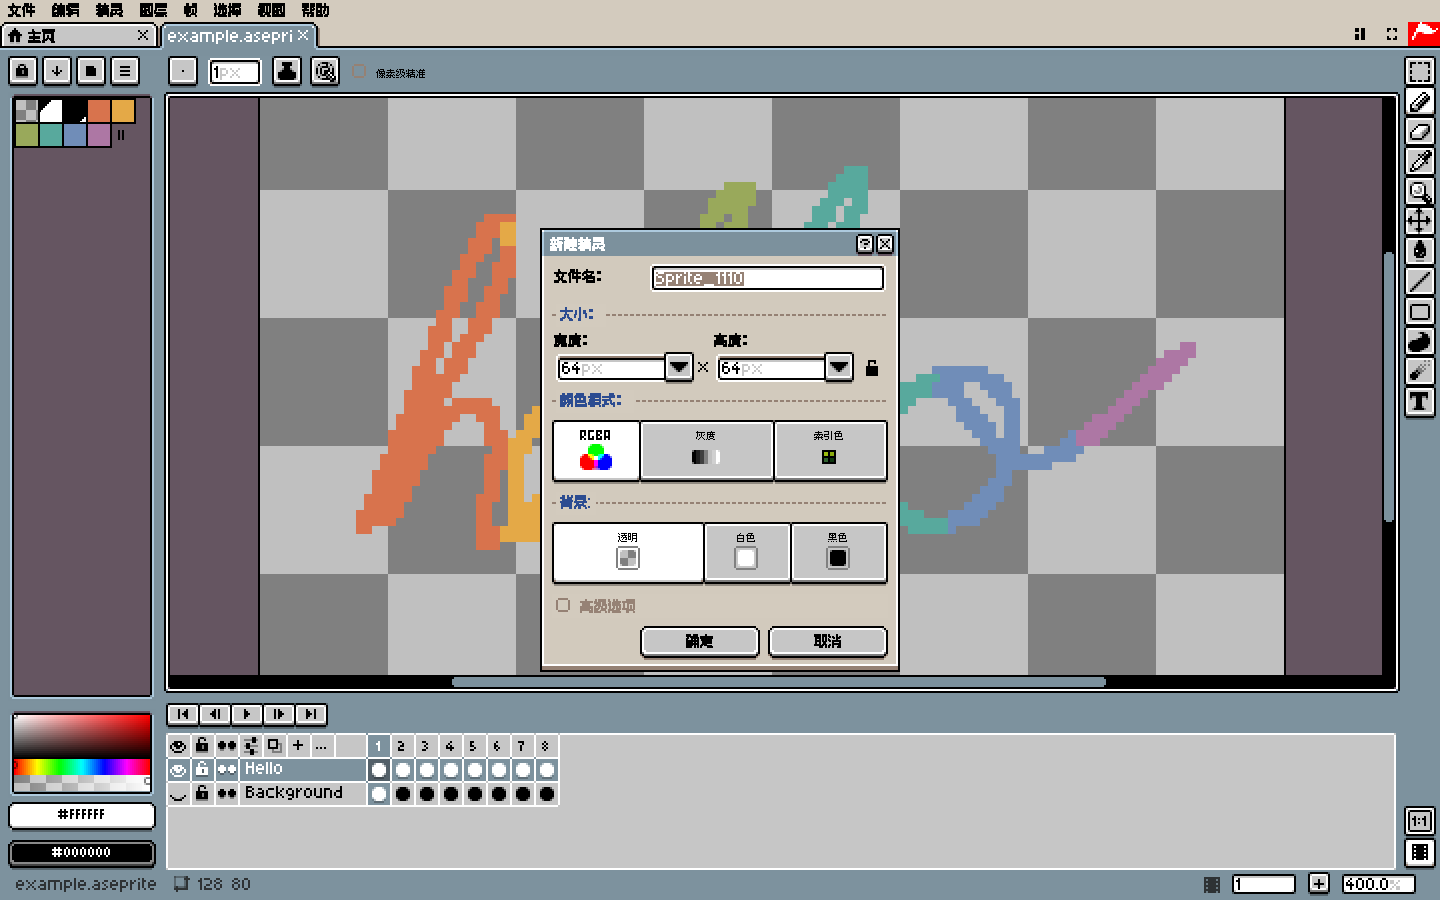 文件 编辑 精灵 图层 帧 选择 视图 帮助
主页
example.asepri
1px
像素级精准
新建精灵
文件名:
Sprite_1110
大小:
宽度: 高度:
64px × 64px
颜色模式:
RGBA 灰度 索引色
背景:
透明 白色 黑色
高级选项
确定 取消
1 2 3 4 5 6 7 8
Hello
Background
#FFFFFF
#000000
1:1
example.aseprite 128 80
1 + 400.0%